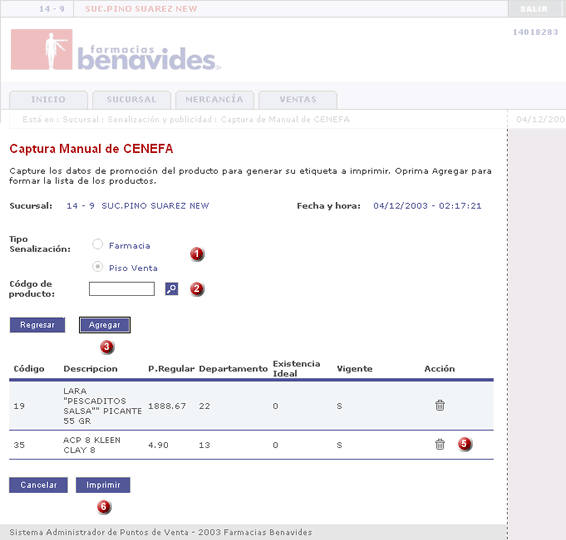 14 - 9 SUC.PINO SUAREZ NEW SALIR
14018283
farmacias
benavides
INICIO SUCURSAL MERCANCÍA VENTAS
Está en : Sucursal : Senalización y publicidad : Captura de Manual de CENEFA 04/12/200
Captura Manual de CENEFA
Capture los datos de promoción del producto para generar su etiqueta a imprimir. Oprima Agregar para
formar la lista de los productos.
Sucursal: 14 - 9 SUC.PINO SUAREZ NEW Fecha y hora: 04/12/2003 - 02:17:21
Tipo
Senalización:
Farmacia
1
Piso Venta
Códgo de
producto:
2
Regresar Agregar
3
Código Descripcion P.Regular Departamento Existencia
Ideal Vigente Acción
19 LARA
"PESCADITOS
SALSA"" PICANTE
55 GR 1888.67 22 0 S
35 ACP 8 KLEEN
CLAY 8 4.90 13 0 S 5
Cancelar Imprimir
6
Sistema Administrador de Puntos de Venta - 2003 Farmacias Benavides